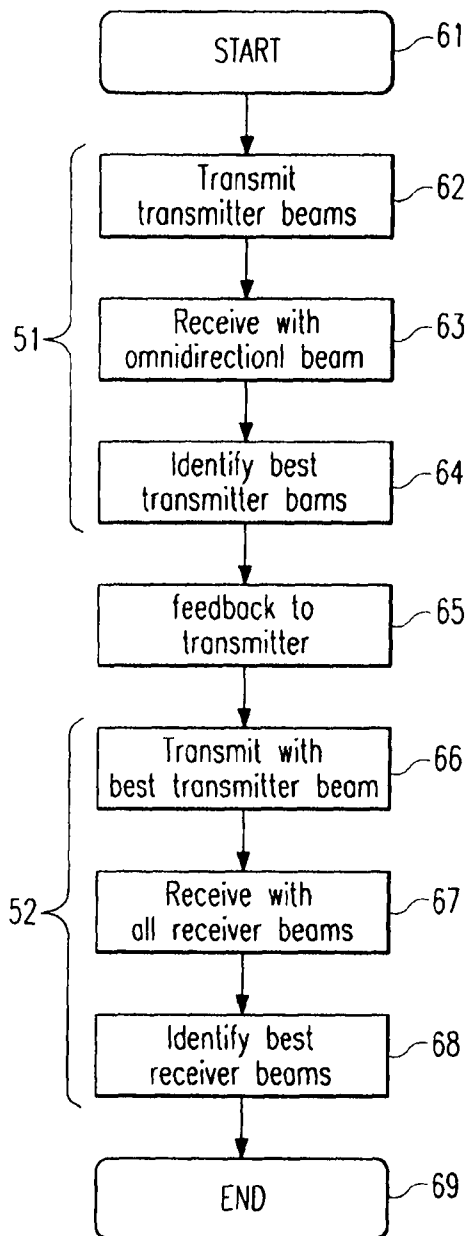 START
61
Transmit
transmitter beams
62
51
Receive with
omnidirectionl beam
63
Identify best
transmitter bams
64
feedback to
transmitter
65
Transmit with
best transmitter beam
66
52
Receive with
all receiver beams
67
Identify best
receiver beams
68
END
69